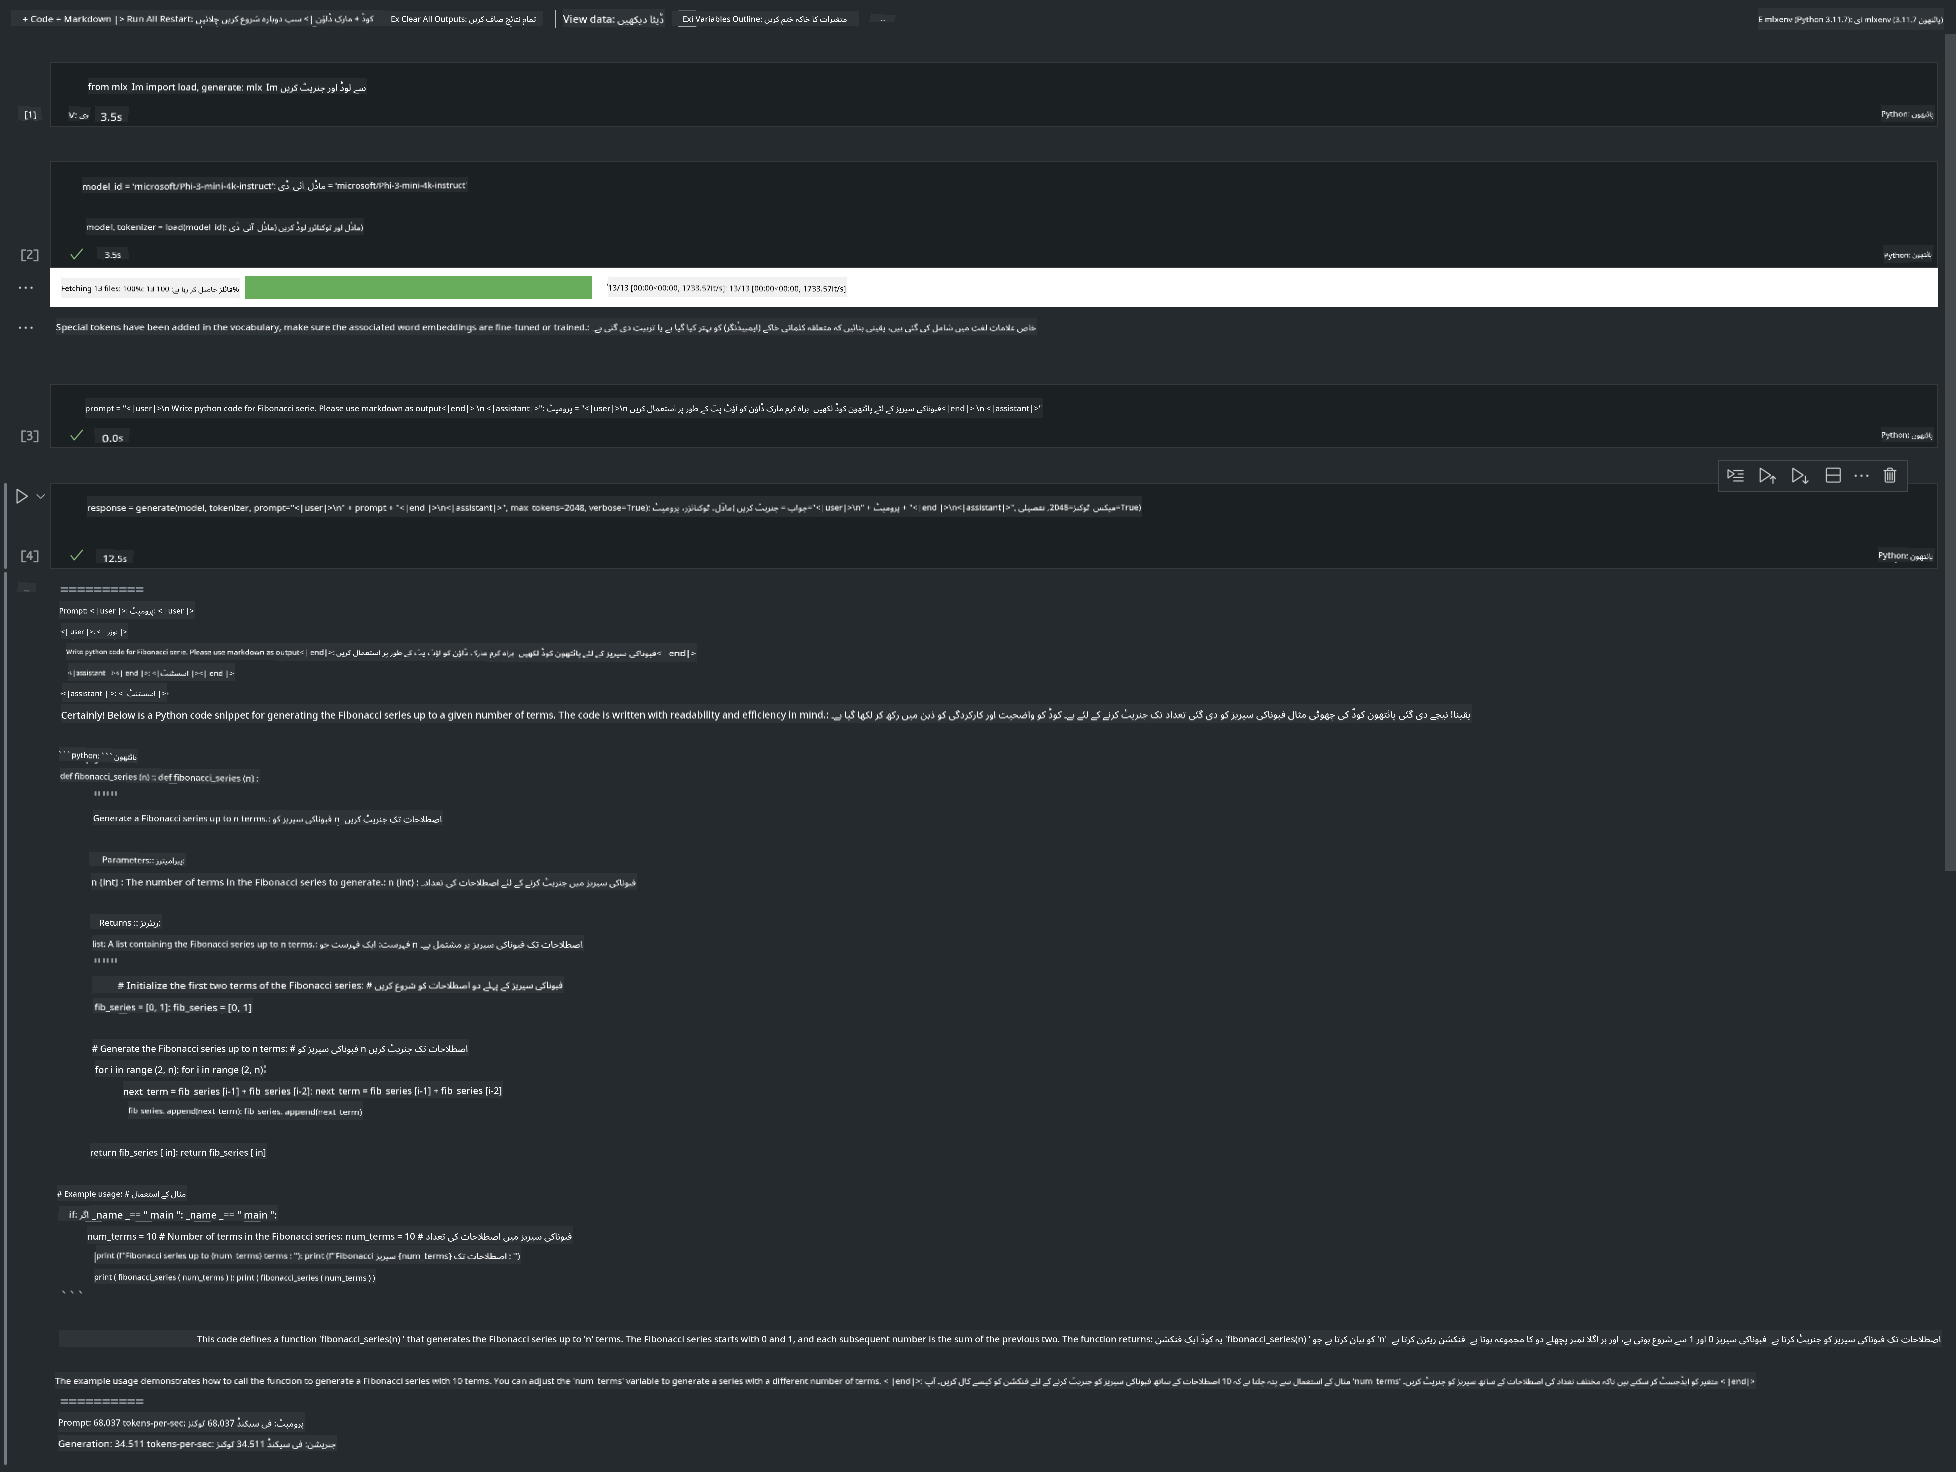 + Code + Markdown |> Run All Restart: کوڈ + مارک ڈاؤن |> سب دوبارہ شروع کریں چلائیں Ex Clear All Outputs: تمام نتائج صاف کریں View data: ڈیٹا دیکھیں Exi Variables Outline: متغیرات کا خاکہ ختم کریں E mlxenv (Python 3.11.7): ای mlxenv (پائتھون 3.11.7)
from mlx_lm import load, generate: mlx_lm سے لوڈ اور جنریٹ کریں
[1] V: وی 3.5s Python: پائتھون
model_id = 'microsoft/Phi-3-mini-4k-instruct': ماڈل_آئی_ڈی = 'microsoft/Phi-3-mini-4k-instruct'
model, tokenizer = load(model_id): ماڈل اور ٹوکنائزر لوڈ کریں (ماڈل_آئی_ڈی)
[2] 3.5s Python: پائتھون
Fetching 13 files: 100%: 13 فائلز حاصل کر رہا ہے: 100% 13/13 [00:00<00:00, 1733.57it/s]: 13/13 [00:00<00:00, 1733.57it/s]
Special tokens have been added in the vocabulary, make sure the associated word embeddings are fine-tuned or trained.: خاص علامات لغت میں شامل کی گئی ہیں، یقینی بنائیں کہ متعلقہ کلماتی خاکے (ایمبیڈنگز) کو بہتر کیا گیا ہے یا تربیت دی گئی ہے
prompt = "<|user|>\n Write python code for Fibonacci serie. Please use markdown as output<|end|> \n <|assistant_>": پرومپٹ = "<|user|>\n فبوناکی سیریز کے لئے پائتھون کوڈ لکھیں۔ براہ کرم مارک ڈاؤن کو آؤٹ پٹ کے طور پر استعمال کریں<|end|> \n <|assistant|>"
[3] 0.0s Python: پائتھون
response = generate(model, tokenizer, prompt="<|user|>\n" + prompt + "<|end |>\n<|assistant|>", max_tokens=2048, verbose=True): جواب = جنریٹ کریں (ماڈل، ٹوکنائزر، پرومپٹ="<|user|>\n" + پرومپٹ + "<|end |>\n<|assistant|>", میکس_ٹوکنز=2048, تفصیلی=True)
[4] 12.5s Python: پائتھون
==========
Prompt: < | user |>: پرومپٹ: < | user |>
<| user |>: < | یوزر |>
Write python code for Fibonacci serie. Please use markdown as output< | end|>: فبوناکی سیریز کے لئے پائتھون کوڈ لکھیں۔ براہ کرم مارک ڈاؤن کو آؤٹ پٹ کے طور پر استعمال کریں< | end|>
<|assistant |><| end |>: <|اسسٹنٹ |><| end |>
<|assistant | >: < | اسسٹنٹ |>
Certainly! Below is a Python code snippet for generating the Fibonacci series up to a given number of terms. The code is written with readability and efficiency in mind.: یقینا! نیچے دی گئی پائتھون کوڈ کی چھوٹی مثال فبوناکی سیریز کو دی گئی تعداد تک جنریٹ کرنے کے لئے ہے۔ کوڈ کو واضحیت اور کارکردگی کو ذہن میں رکھ کر لکھا گیا ہے۔
```python: ```پائتھون
def fibonacci_series (n) :: def fibonacci_series (n) :
"""
Generate a Fibonacci series up to n terms.: فبوناکی سیریز کو n اصطلاحات تک جنریٹ کریں۔
Parameters:: پیرامیٹرز:
n (int) : The number of terms in the Fibonacci series to generate.: n (int) : فبوناکی سیریز میں جنریٹ کرنے کے لئے اصطلاحات کی تعداد۔
Returns :: ریٹرنز:
list: A list containing the Fibonacci series up to n terms.: فہرست: ایک فہرست جو n اصطلاحات تک فبوناکی سیریز پر مشتمل ہے۔
"""
# Initialize the first two terms of the Fibonacci series: # فبوناکی سیریز کے پہلے دو اصطلاحات کو شروع کریں
fib_series = [0, 1]: fib_series = [0, 1]
# Generate the Fibonacci series up to n terms: # فبوناکی سیریز کو n اصطلاحات تک جنریٹ کریں
for i in range (2, n): for i in range (2, n):
next_term = fib_series [i-1] + fib_series [i-2]: next_term = fib_series [i-1] + fib_series [i-2]
fib_series. append(next_term): fib_series. append(next_term)
return fib_series [ in]: return fib_series [ in]
# Example usage: # مثال کے استعمال
if: اگر _name _== "_main ": _name _== "_main ":
num_terms = 10 # Number of terms in the Fibonacci series: num_terms = 10 # فبوناکی سیریز میں اصطلاحات کی تعداد
print (f"Fibonacci series up to {num_terms} terms : "): print (f"Fibonacci سیریز {num_terms} اصطلاحات تک : ")
print ( fibonacci_series ( num_terms ) ): print ( fibonacci_series ( num_terms ) )
```
This code defines a function 'fibonacci_series(n) ' that generates the Fibonacci series up to 'n' terms. The Fibonacci series starts with 0 and 1, and each subsequent number is the sum of the previous two. The function returns: یہ کوڈ ایک فنکشن 'fibonacci_series(n) ' کو بیان کرتا ہے جو 'n' اصطلاحات تک فبوناکی سیریز کو جنریٹ کرتا ہے۔ فبوناکی سیریز 0 اور 1 سے شروع ہوتی ہے، اور ہر اگلا نمبر پچھلے دو کا مجموعہ ہوتا ہے۔ فنکشن ریٹرن کرتا ہے
The example usage demonstrates how to call the function to generate a Fibonacci series with 10 terms. You can adjust the 'num_terms' variable to generate a series with a different number of terms. < |end|>: مثال کے استعمال سے پتہ چلتا ہے کہ 10 اصطلاحات کے ساتھ فبوناکی سیریز کو جنریٹ کرنے کے لئے فنکشن کو کیسے کال کریں۔ آپ 'num_terms' متغیر کو ایڈجسٹ کر سکتے ہیں تاکہ مختلف تعداد کی اصطلاحات کے ساتھ سیریز کو جنریٹ کریں۔ < |end|>
==========
Prompt: 68.037 tokens-per-sec: پرومپٹ: فی سیکنڈ 68.037 ٹوکنز
Generation: 34.511 tokens-per-sec: جنریشن: فی سیکنڈ 34.511 ٹوکنز